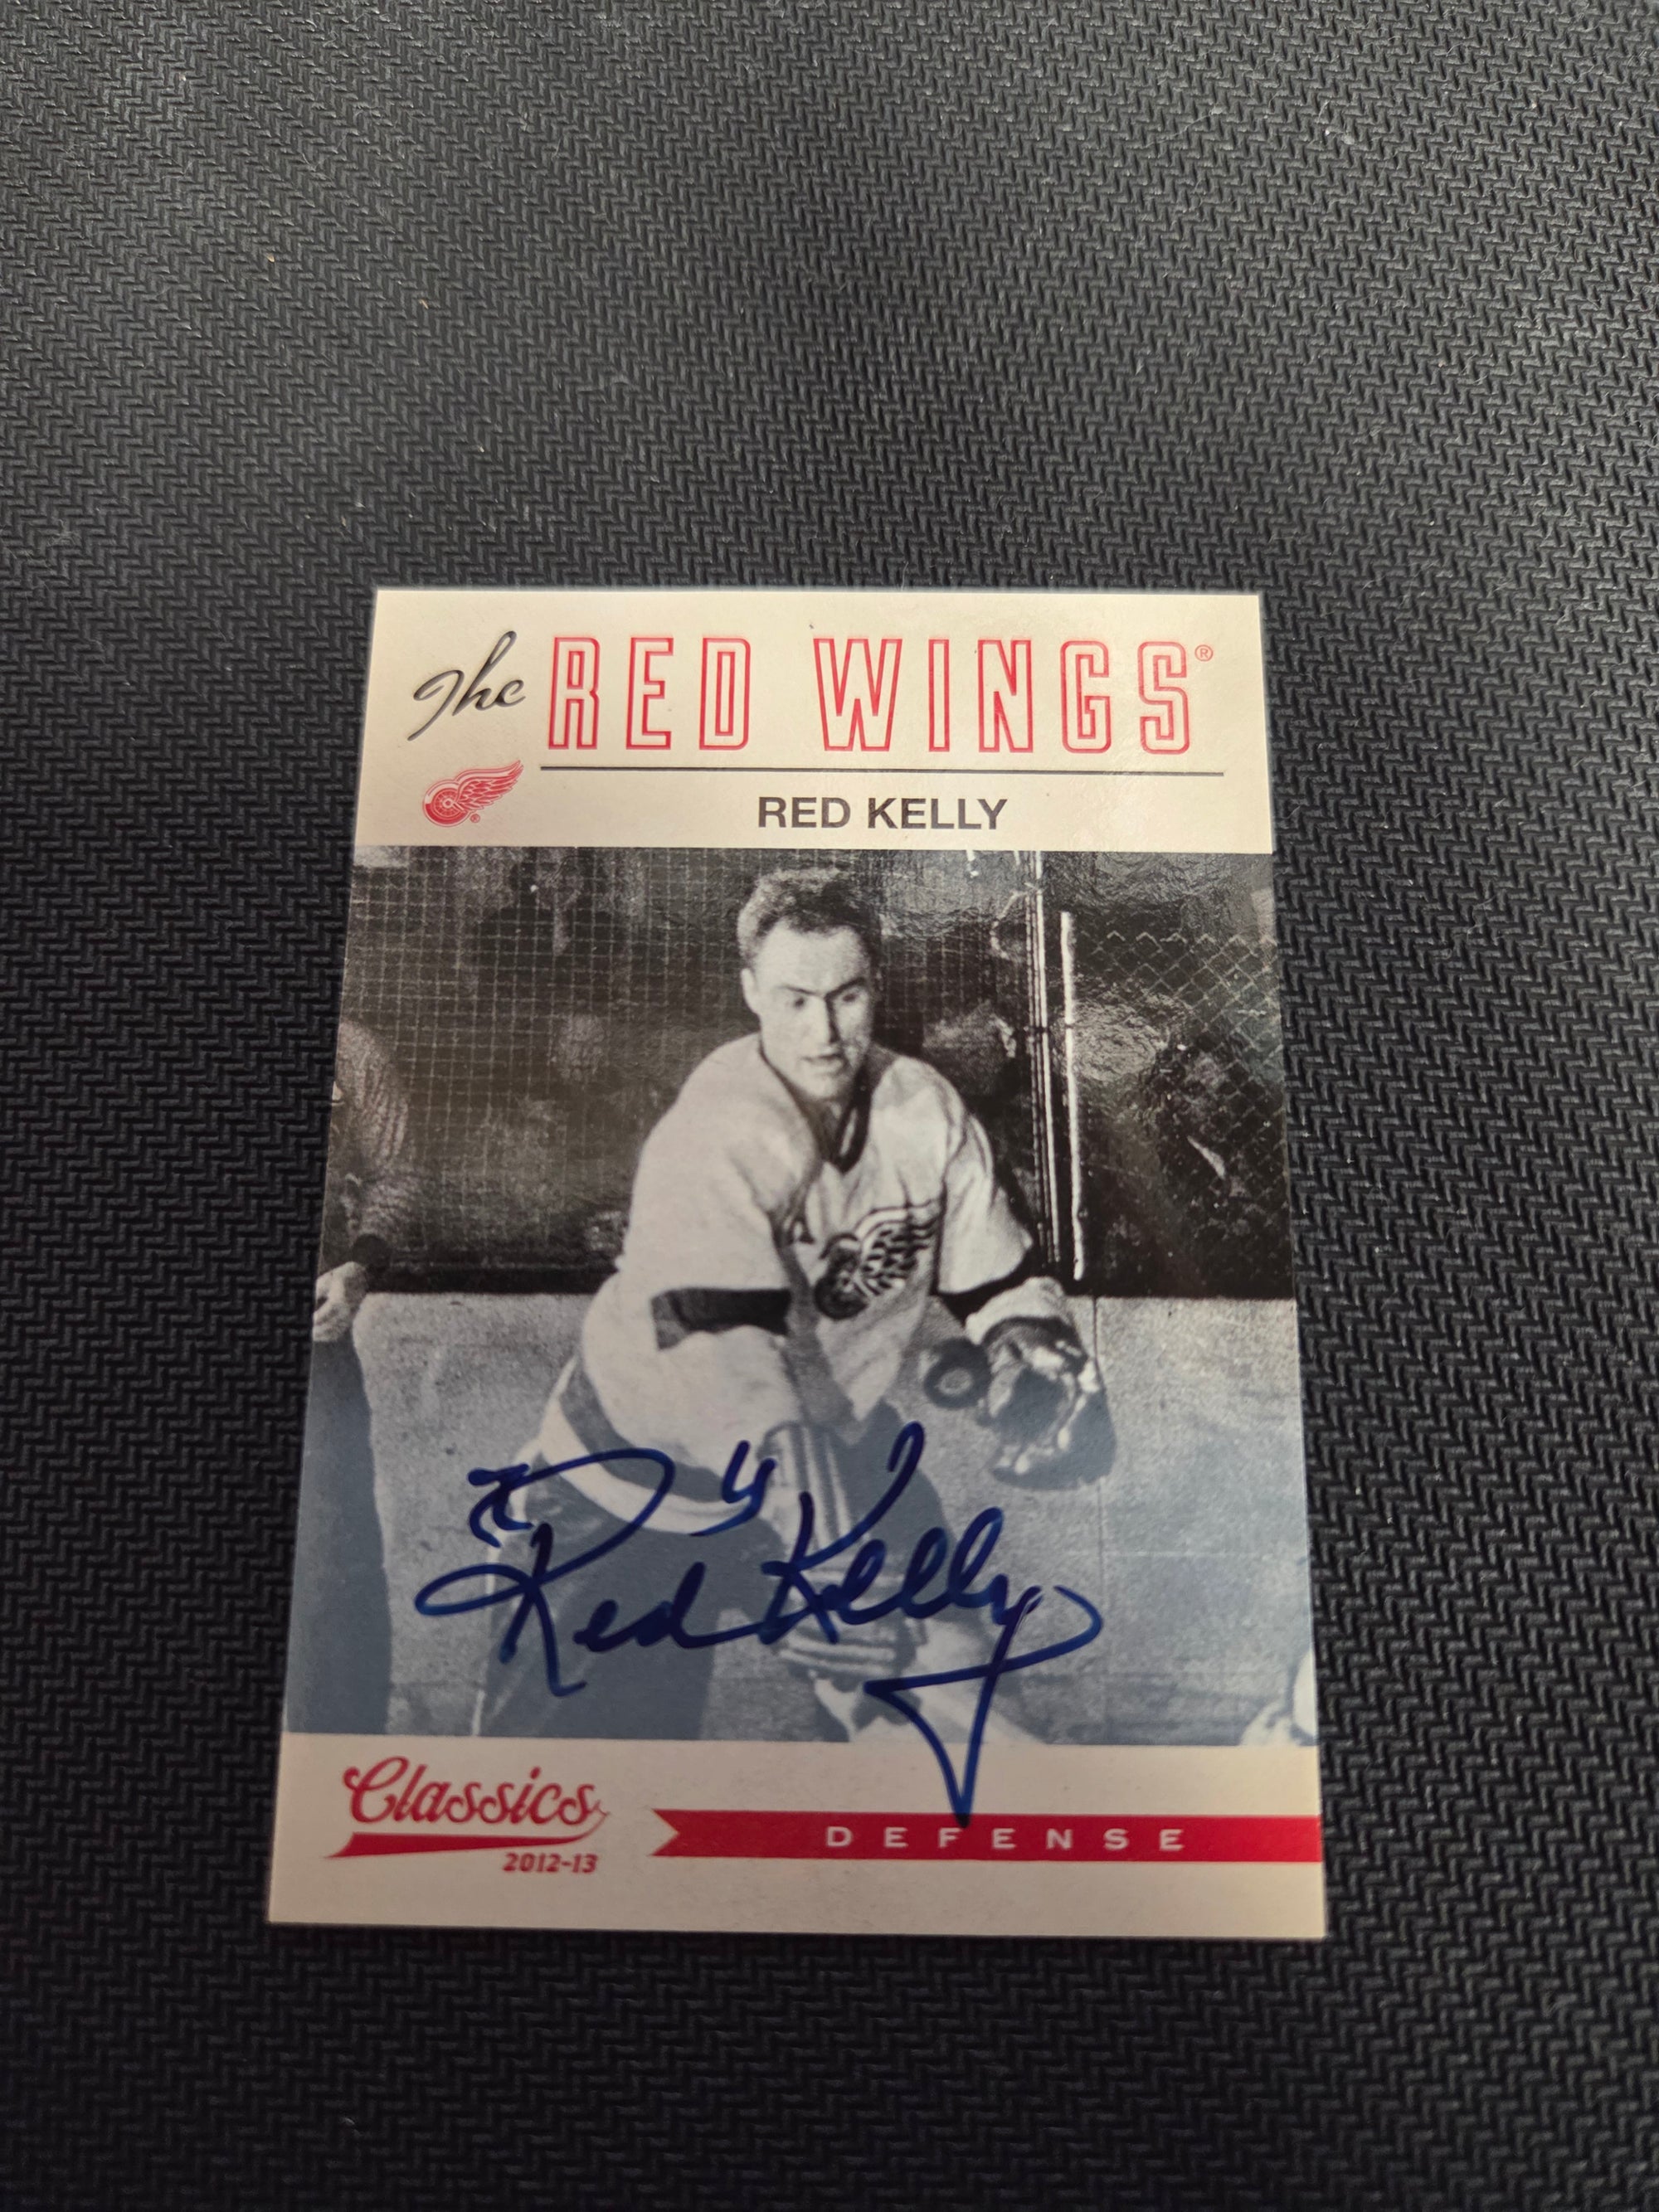 The RED WINGS®
RED KELLY
Red 4 Kelly
Classics
2012-13
DEFENSE